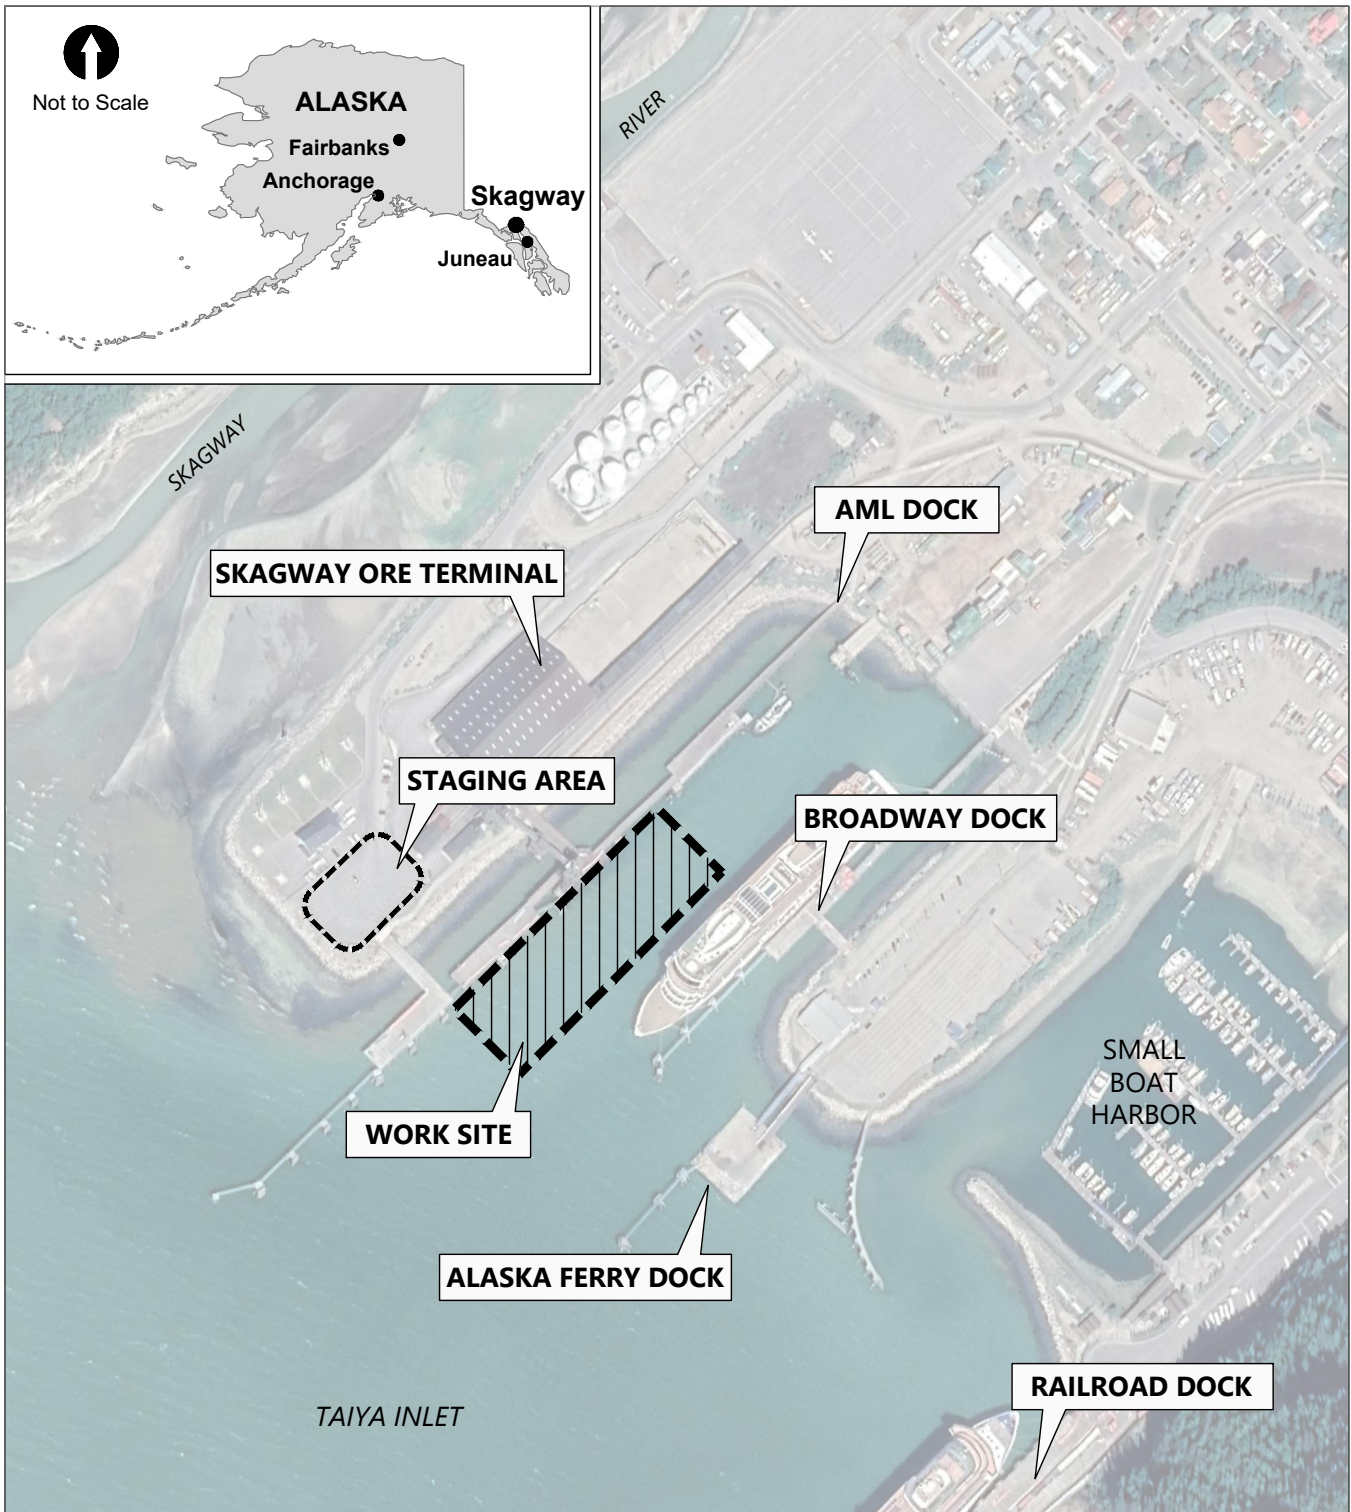 Not to Scale
ALASKA
Fairbanks
Anchorage
Skagway
Juneau
RIVER
SKAGWAY
AML DOCK
SKAGWAY ORE TERMINAL
STAGING AREA
BROADWAY DOCK
SMALL
BOAT
HARBOR
WORK SITE
ALASKA FERRY DOCK
RAILROAD DOCK
TAIYA INLET